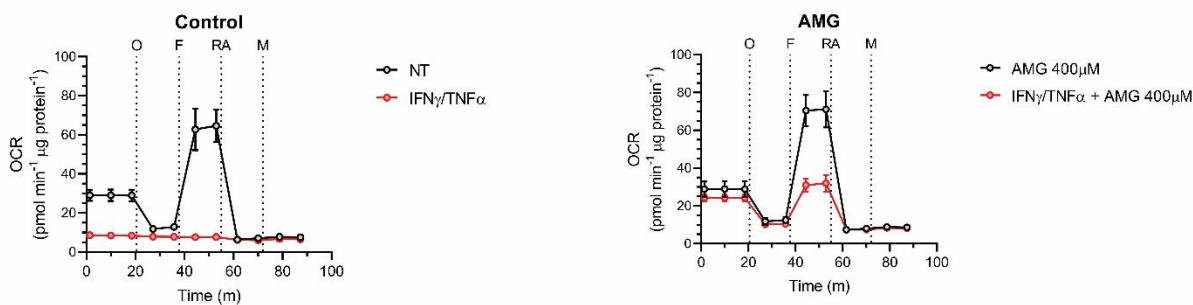 Control
O F RA M
100
80
60
40
20
0
OCR
(pmol min⁻¹ µg protein⁻¹)
0 20 40 60 80 100
Time (m)
NT
IFNγ/TNFα
AMG
O F RA M
100
80
60
40
20
0
OCR
(pmol min⁻¹ µg protein⁻¹)
0 20 40 60 80 100
Time (m)
AMG 400µM
IFNγ/TNFα + AMG 400µM